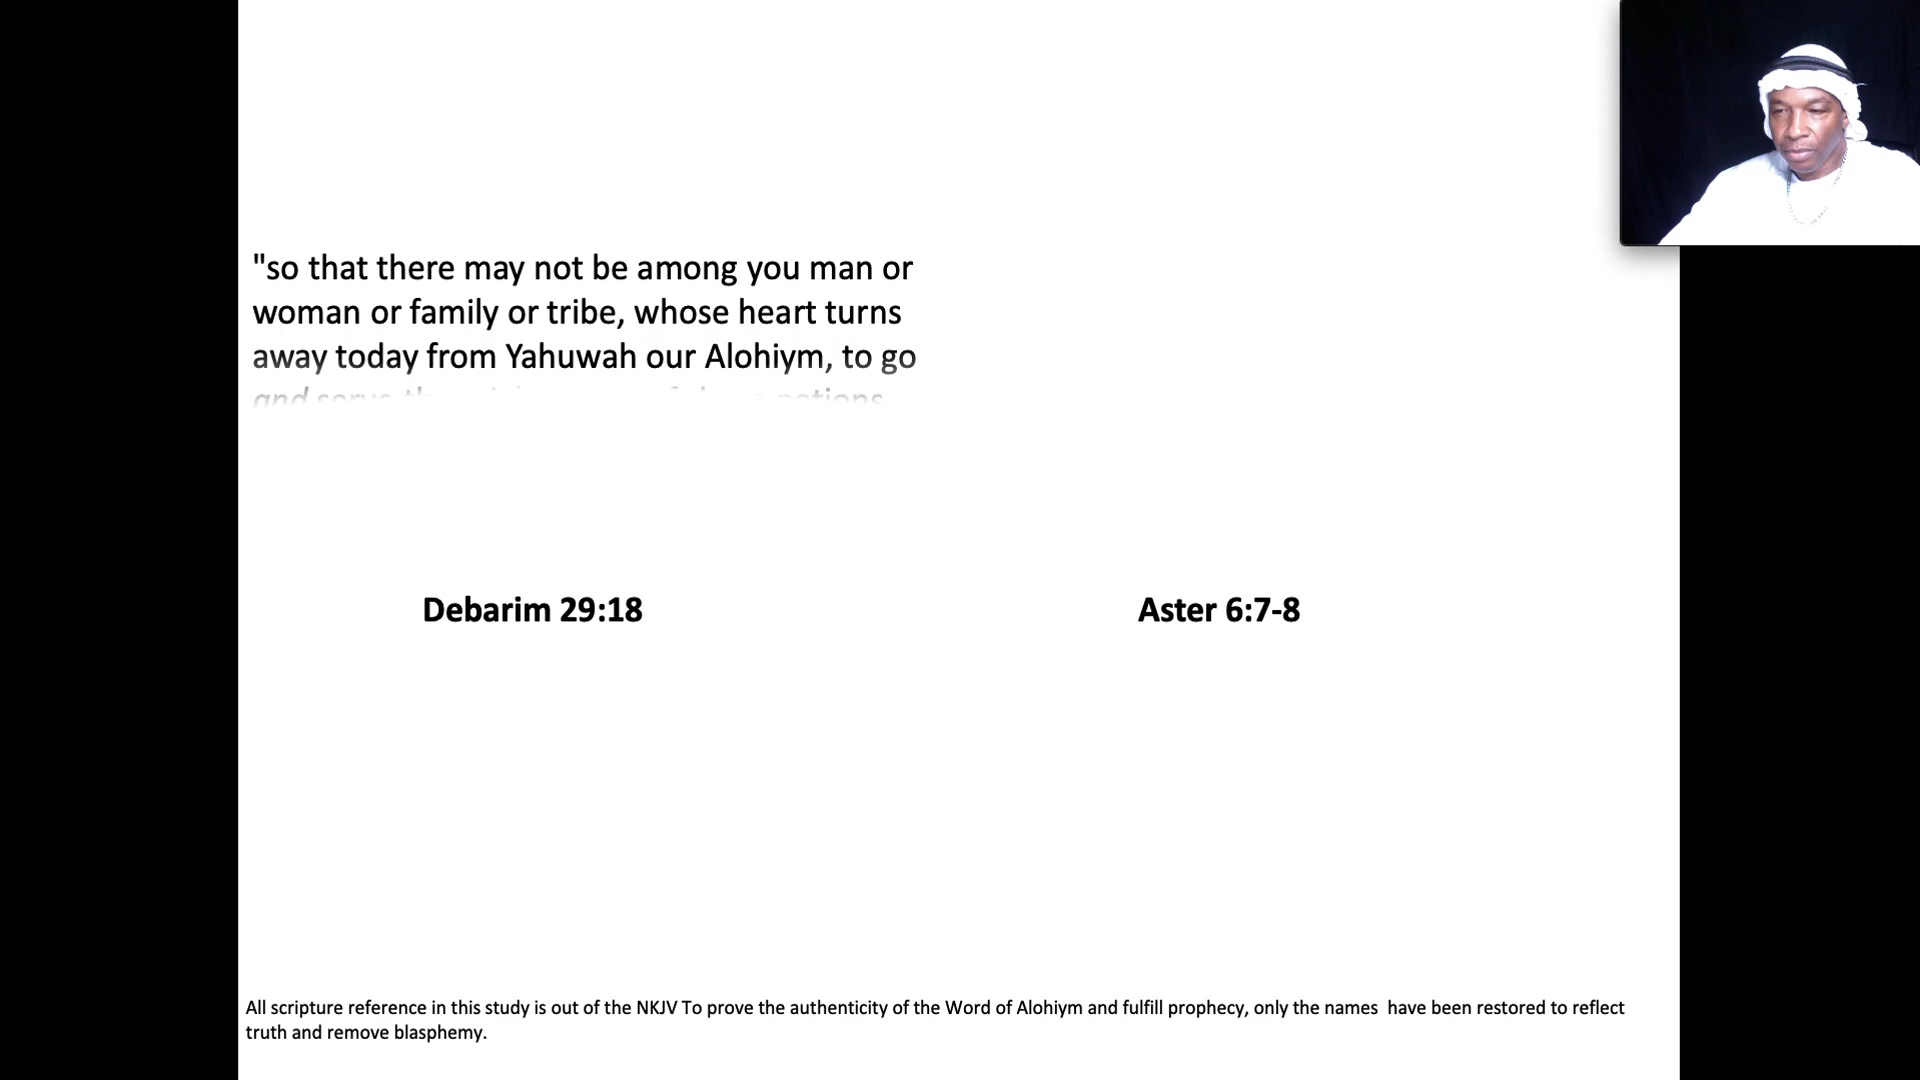 "so that there may not be among you man or
woman or family or tribe, whose heart turns
away today from Yahuwah our Alohiym, to go
and serve nations
Debarim 29:18
Aster 6:7-8
All scripture reference in this study is out of the NKJV To prove the authenticity of the Word of Alohiym and fulfill prophecy, only the names have been restored to reflect
truth and remove blasphemy.